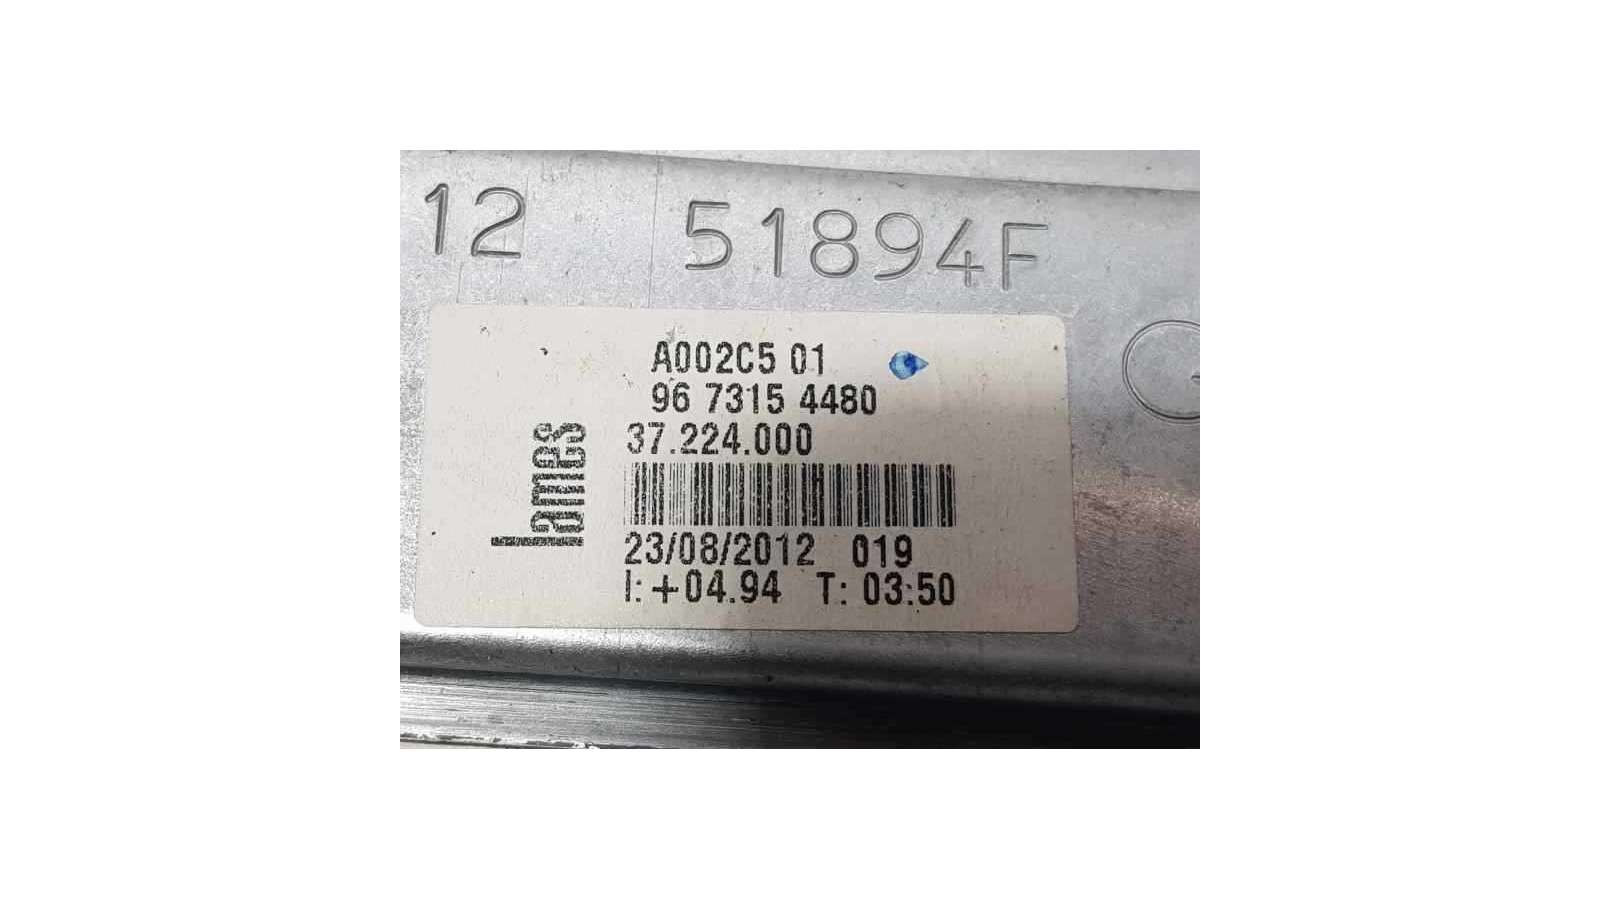 12 51894F
A002C5 01
96 7315 4480
37.224.000
Lames
23/08/2012 019
I: +04.94 T: 03:50